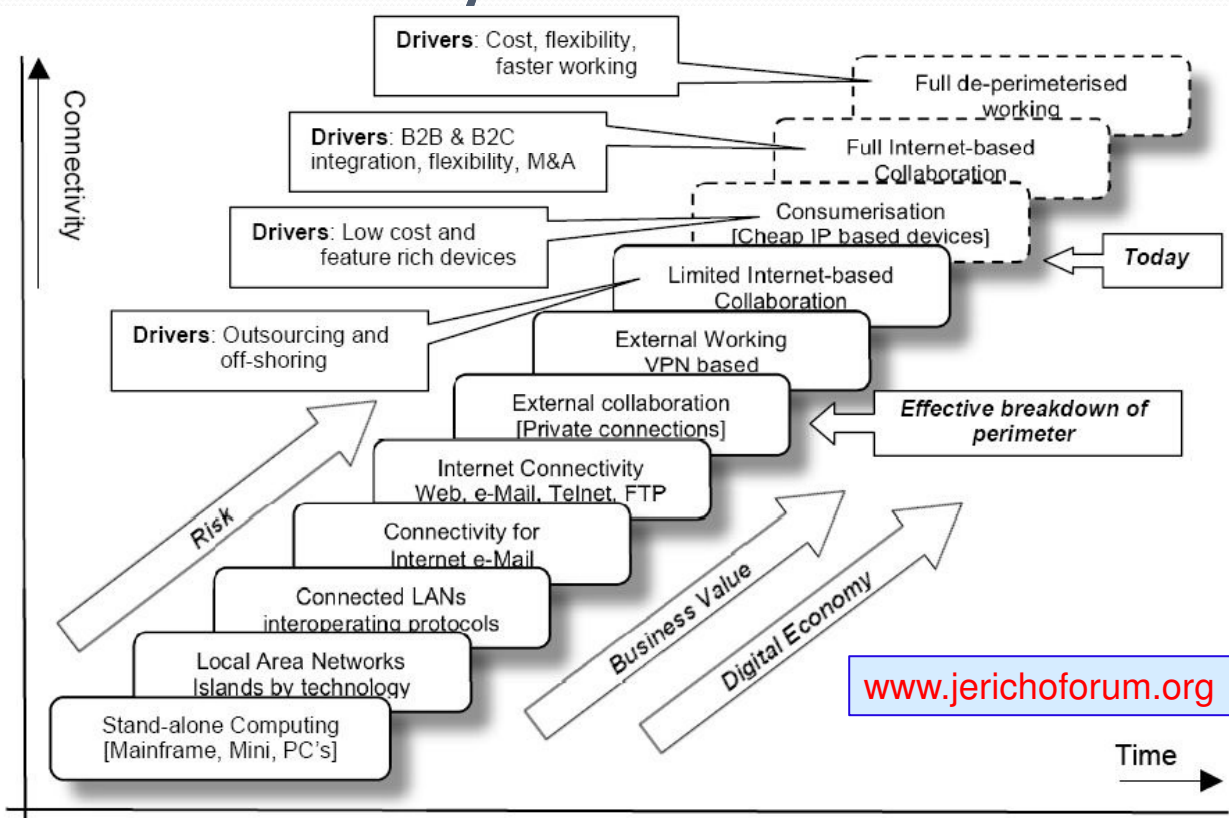 Connectivity
Drivers: Cost, flexibility,
faster working
Full de-perimeterised
working
Drivers: B2B & B2C
integration, flexibility, M&A
Full Internet-based
Collaboration
Consumerisation
[Cheap IP based devices]
Drivers: Low cost and
feature rich devices
Today
Limited Internet-based
Collaboration
Drivers: Outsourcing and
off-shoring
External Working
VPN based
External collaboration
[Private connections]
Effective breakdown of
perimeter
Internet Connectivity
Web, e-Mail, Telnet, FTP
Risk
Connectivity for
Internet e-Mail
Connected LANs
interoperating protocols
Business Value
Digital Economy
Local Area Networks
Islands by technology
www.jerichoforum.org
Stand-alone Computing
[Mainframe, Mini, PC's]
Time